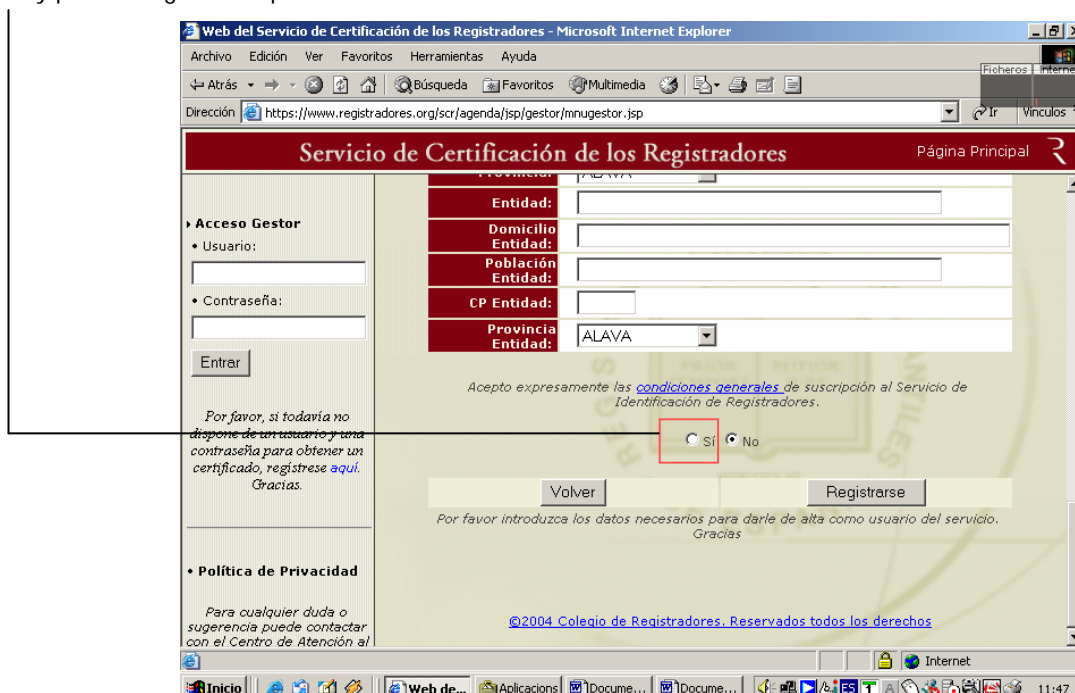 Web del Servicio de Certificación de los Registradores - Microsoft Internet Explorer
Archivo Edición Ver Favoritos Herramientas Ayuda
Ficheros Interne
Atrás Búsqueda Favoritos Multimedia
Dirección https://www.registradores.org/scr/agenda/jsp/gestor/mnugestor.jsp Ir Vínculos
Servicio de Certificación de los Registradores Página Principal
ALAVA
Entidad:
Domicilio
Entidad:
Población
Entidad:
CP Entidad:
Provincia
Entidad:
ALAVA
Acceso Gestor
• Usuario:
• Contraseña:
Entrar
Por favor, si todavía no
dispone de un usuario y una
contraseña para obtener un
certificado, regístrese aquí.
Gracias.
• Política de Privacidad
Para cualquier duda o
sugerencia puede contactar
con el Centro de Atención al
Acepto expresamente las condiciones generales de suscripción al Servicio de
Identificación de Registradores.
Sí No
Volver Registrarse
Por favor introduzca los datos necesarios para darle de alta como usuario del servicio.
Gracias
©2004 Colegio de Registradores. Reservados todos los derechos
Internet
Inicio Web de... Aplicacions Docume... Docume... ES 11:47